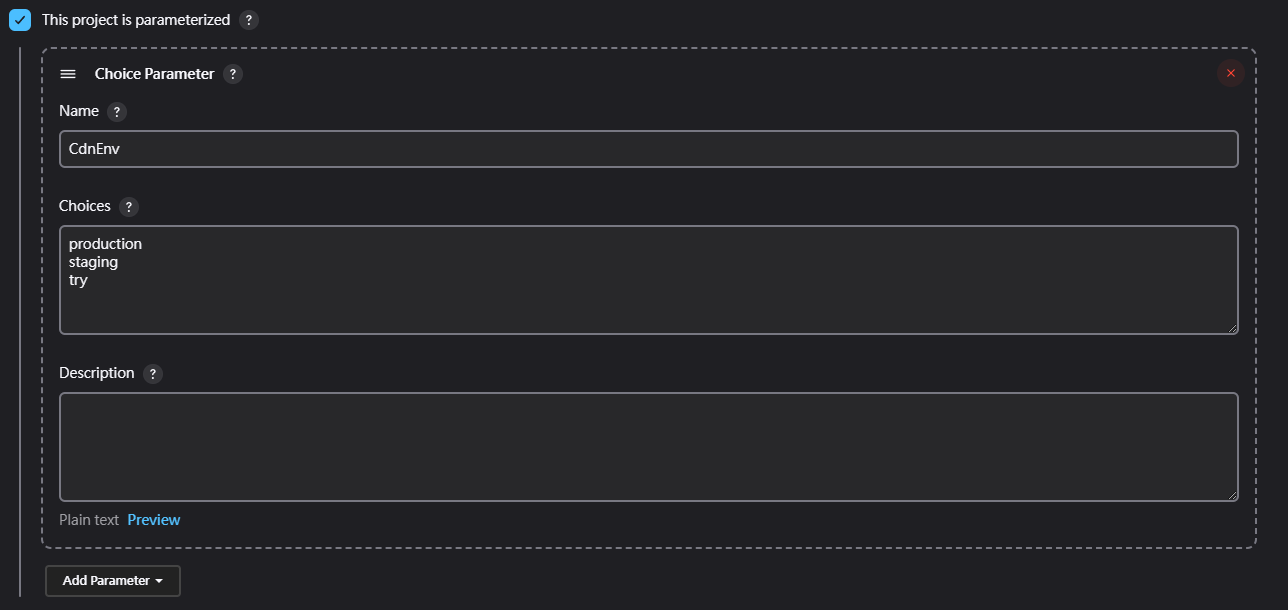 This project is parameterized ?
Choice Parameter ?
Name ?
CdnEnv
Choices ?
production
staging
try
Description ?
Plain text Preview
Add Parameter